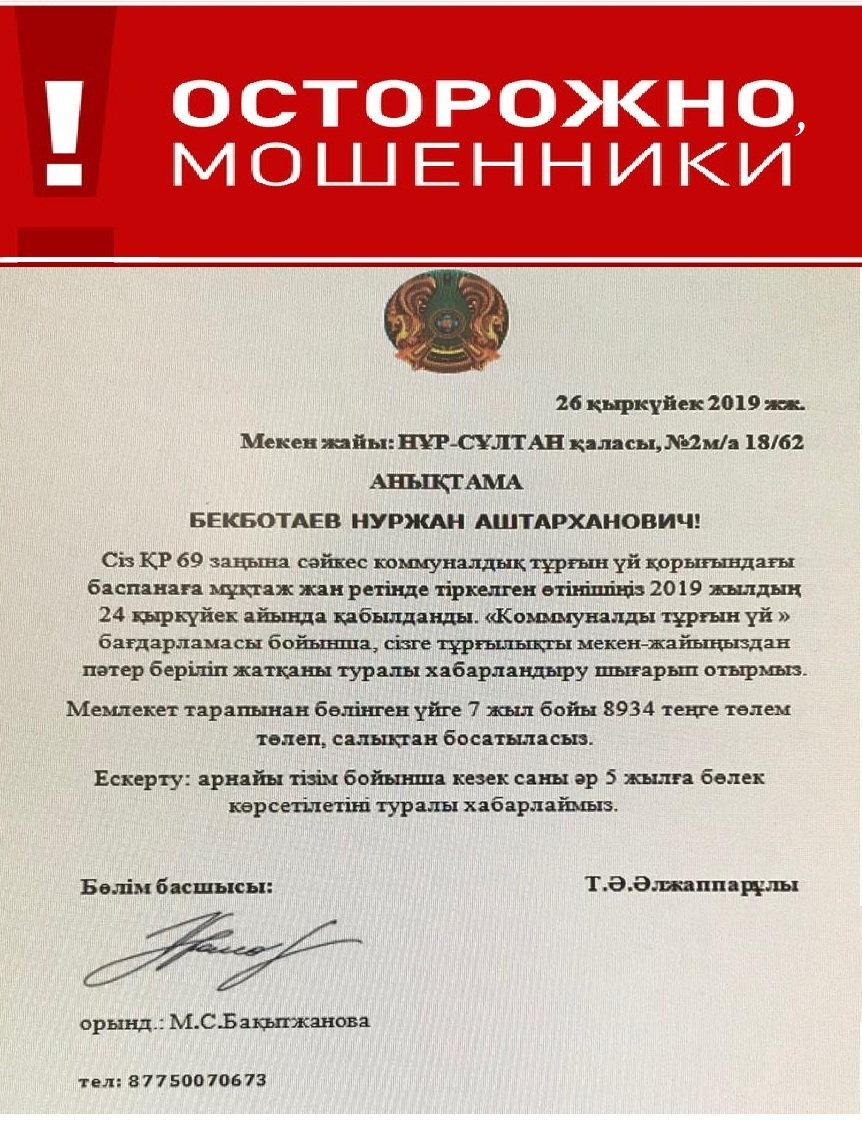 !
ОСТОРОЖНО,
МОШЕННИКИ
26 қыркүйек 2019 жж.
Мекен жайы: НҰР-СҰЛТАН қаласы, №2м/а 18/62
АНЫҚТАМА
БЕКБОТАЕВ НУРЖАН АШТАРХАНОВИЧ!
Сіз ҚР 69 заңына сәйкес коммуналдық тұрғын үй қорығындағы
баспанаға мұқтаж жан ретінде тіркелген өтінішіңіз 2019 жылдың
24 қыркүйек айында қабылданды. «Комммуналды тұрғын үй »
бағдарламасы бойынша, сізге тұрғылықты мекен-жайыңыздан
пәтер беріліп жатқаны туралы хабарландыру шығарып отырмыз.
Мемлекет тарапынан бөлінген үйге 7 жыл бойы 8934 теңге төлем
төлеп, салықтан босатыласыз.
Ескерту: арнайы тізім бойынша кезек саны әр 5 жылға бөлек
көрсетілетіні туралы хабарлаймыз.
Бөлім басшысы: Т.Ә.Әлжаппарұлы
орынд.: М.С.Бақытжанова
тел: 87750070673